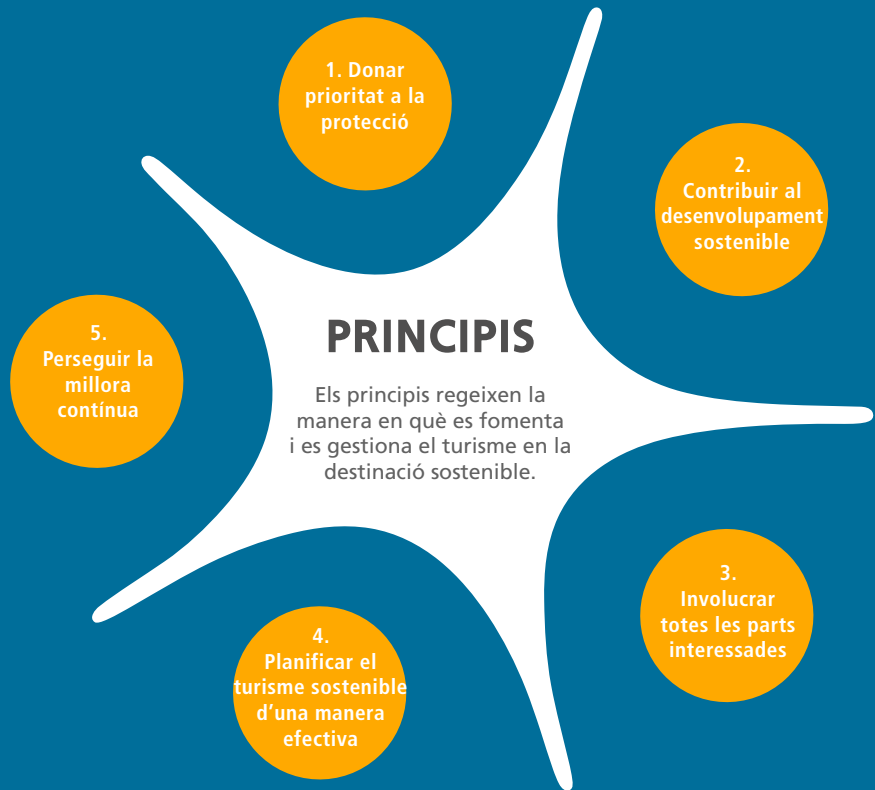 1. Donar
prioritat a la
protecció
2.
Contribuir al
desenvolupament
sostenible
PRINCIPIS
Els principis regeixen la
manera en què es fomenta
i es gestiona el turisme en la
destinació sostenible.
5.
Perseguir la
millora
contínua
3.
Involucrar
totes les parts
interessades
4.
Planificar el
turisme sostenible
d’una manera
efectiva